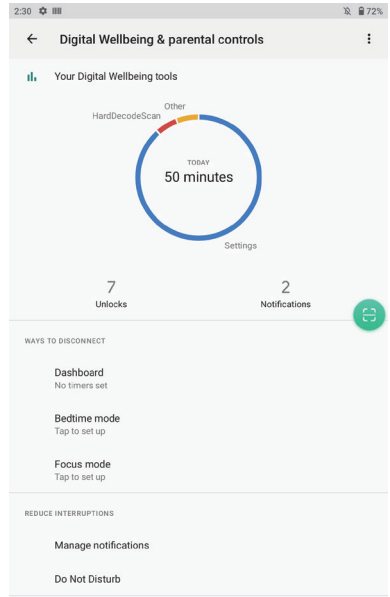 2:30
72%
Digital Wellbeing & parental controls
Your Digital Wellbeing tools
Other
HardDecodeScan
TODAY
50 minutes
Settings
7
Unlocks
2
Notifications
WAYS TO DISCONNECT
Dashboard
No timers set
Bedtime mode
Tap to set up
Focus mode
Tap to set up
REDUCE INTERRUPTIONS
Manage notifications
Do Not Disturb